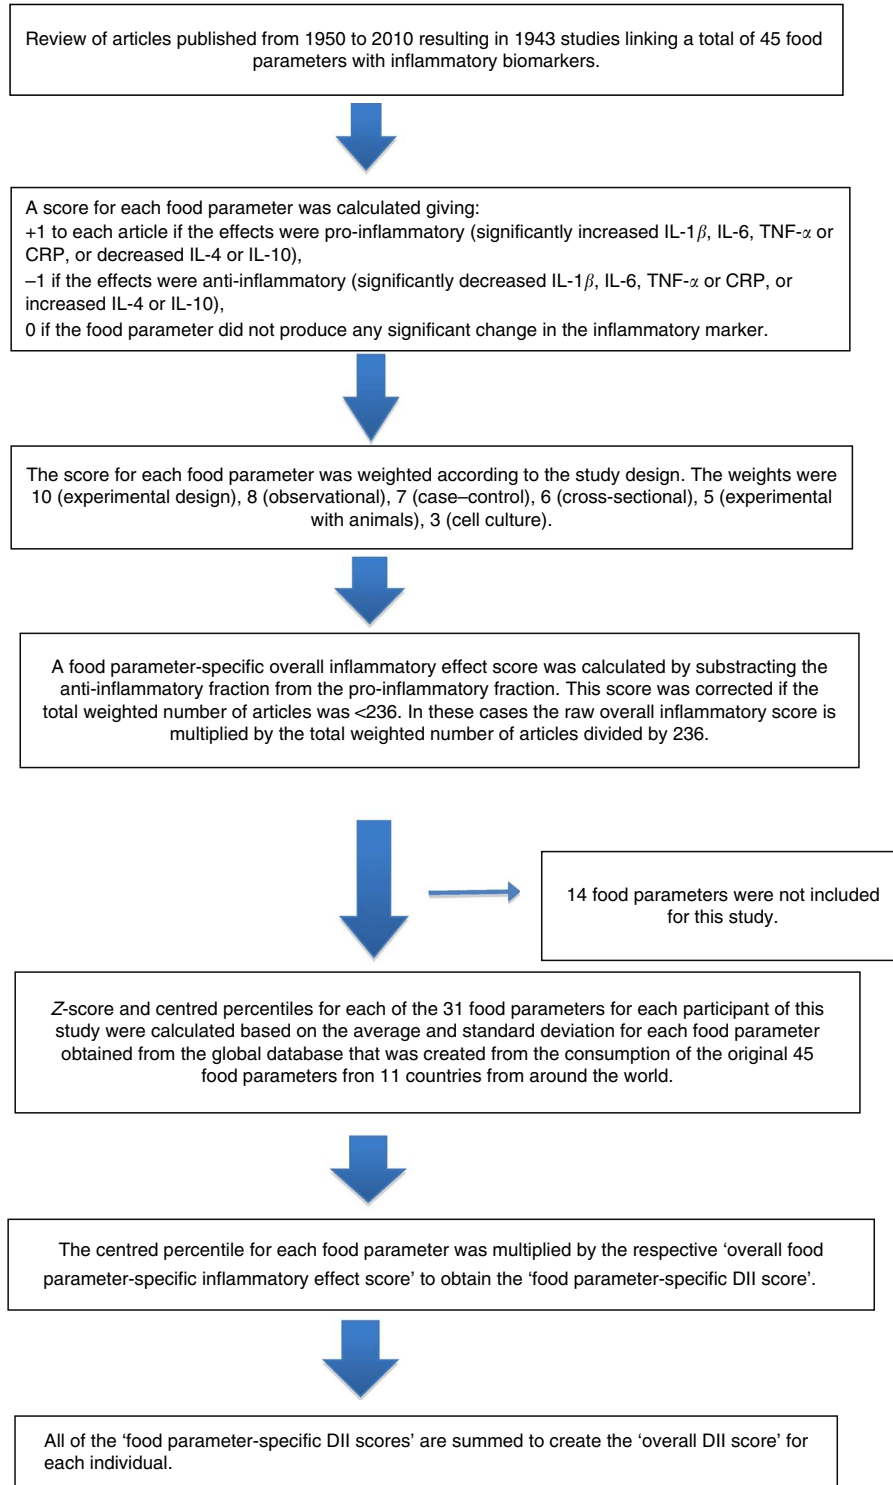 Review of articles published from 1950 to 2010 resulting in 1943 studies linking a total of 45 food
parameters with inflammatory biomarkers.
A score for each food parameter was calculated giving:
+1 to each article if the effects were pro-inflammatory (significantly increased IL-1β, IL-6, TNF-α or
CRP, or decreased IL-4 or IL-10),
–1 if the effects were anti-inflammatory (significantly decreased IL-1β, IL-6, TNF-α or CRP, or
increased IL-4 or IL-10),
0 if the food parameter did not produce any significant change in the inflammatory marker.
The score for each food parameter was weighted according to the study design. The weights were
10 (experimental design), 8 (observational), 7 (case–control), 6 (cross-sectional), 5 (experimental
with animals), 3 (cell culture).
A food parameter-specific overall inflammatory effect score was calculated by substracting the
anti-inflammatory fraction from the pro-inflammatory fraction. This score was corrected if the
total weighted number of articles was <236. In these cases the raw overall inflammatory score is
multiplied by the total weighted number of articles divided by 236.
14 food parameters were not included
for this study.
Z-score and centred percentiles for each of the 31 food parameters for each participant of this
study were calculated based on the average and standard deviation for each food parameter
obtained from the global database that was created from the consumption of the original 45
food parameters fron 11 countries from around the world.
The centred percentile for each food parameter was multiplied by the respective ‘overall food
parameter-specific inflammatory effect score’ to obtain the ‘food parameter-specific DII score’.
All of the ‘food parameter-specific DII scores’ are summed to create the ‘overall DII score’ for
each individual.